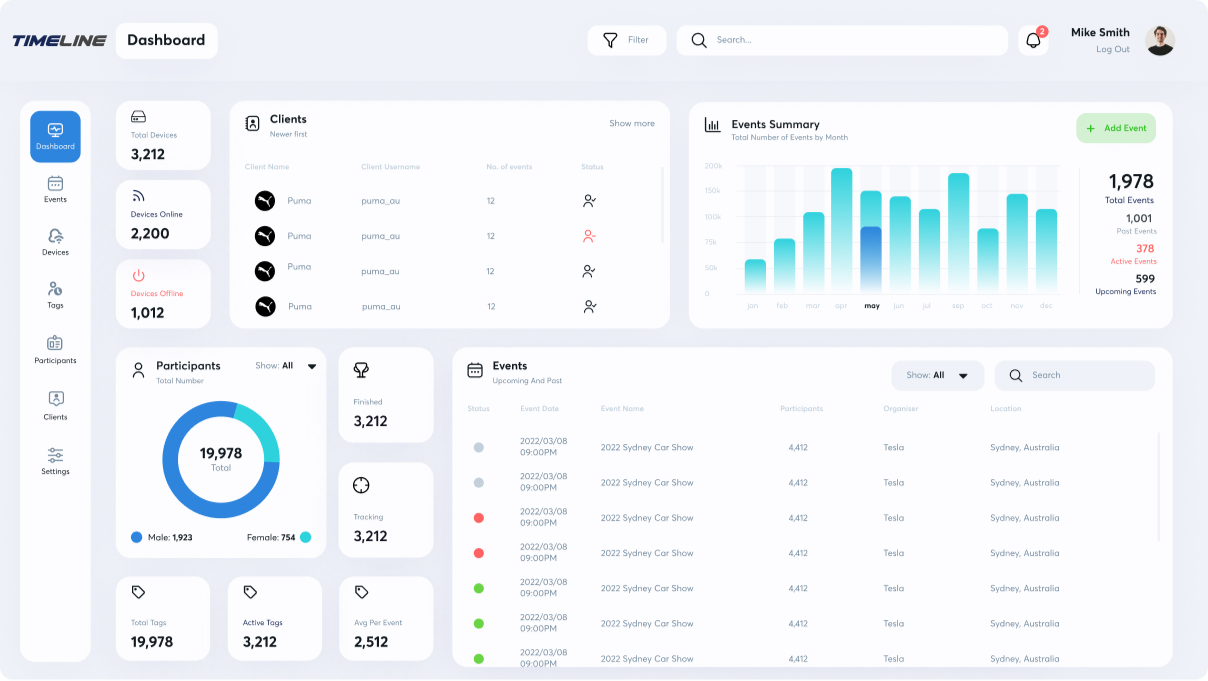 TIMELINE
Dashboard
Filter
Search...
2
Mike Smith
Log Out
Dashboard
Events
Devices
Tags
Participants
Clients
Settings
Total Devices
3,212
Devices Online
2,200
Devices Offline
1,012
Clients
Newer first
Show more
Client Name Client Username No. of events Status
Puma puma_au 12
Puma puma_au 12
Puma puma_au 12
Puma puma_au 12
Events Summary
Total Number of Events by Month
+ Add Event
200k
150k
100k
75k
50k
0
jan feb mar apr may jun jul sep oct nov dec
1,978
Total Events
1,001
Post Events
378
Active Events
599
Upcoming Events
Participants
Total Number
Show: All
19,978
Total
Male: 1,923 Female: 754
Finished
3,212
Tracking
3,212
Total Tags
19,978
Active Tags
3,212
Avg Per Event
2,512
Events
Upcoming And Past
Show: All
Search
Status Event Date Event Name Participants Organiser Location
2022/03/08
09:00PM 2022 Sydney Car Show 4,412 Tesla Sydney, Australia
2022/03/08
09:00PM 2022 Sydney Car Show 4,412 Tesla Sydney, Australia
2022/03/08
09:00PM 2022 Sydney Car Show 4,412 Tesla Sydney, Australia
2022/03/08
09:00PM 2022 Sydney Car Show 4,412 Tesla Sydney, Australia
2022/03/08
09:00PM 2022 Sydney Car Show 4,412 Tesla Sydney, Australia
2022/03/08
09:00PM 2022 Sydney Car Show 4,412 Tesla Sydney, Australia
2022/03/08
09:00PM 2022 Sydney Car Show 4,412 Tesla Sydney, Australia